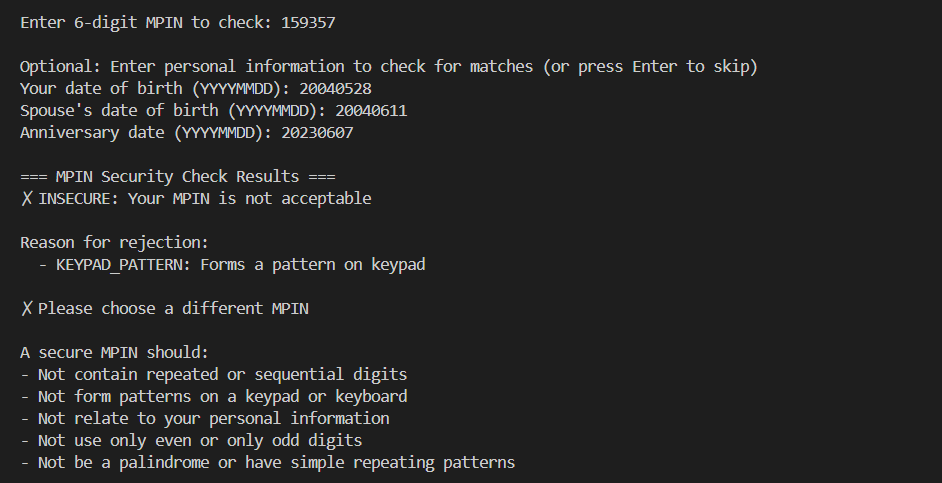 Enter 6-digit MPIN to check: 159357
Optional: Enter personal information to check for matches (or press Enter to skip)
Your date of birth (YYYYMMDD): 20040528
Spouse's date of birth (YYYYMMDD): 20040611
Anniversary date (YYYYMMDD): 20230607
=== MPIN Security Check Results ===
✗ INSECURE: Your MPIN is not acceptable
Reason for rejection:
  - KEYPAD_PATTERN: Forms a pattern on keypad
✗ Please choose a different MPIN
A secure MPIN should:
- Not contain repeated or sequential digits
- Not form patterns on a keypad or keyboard
- Not relate to your personal information
- Not use only even or only odd digits
- Not be a palindrome or have simple repeating patterns